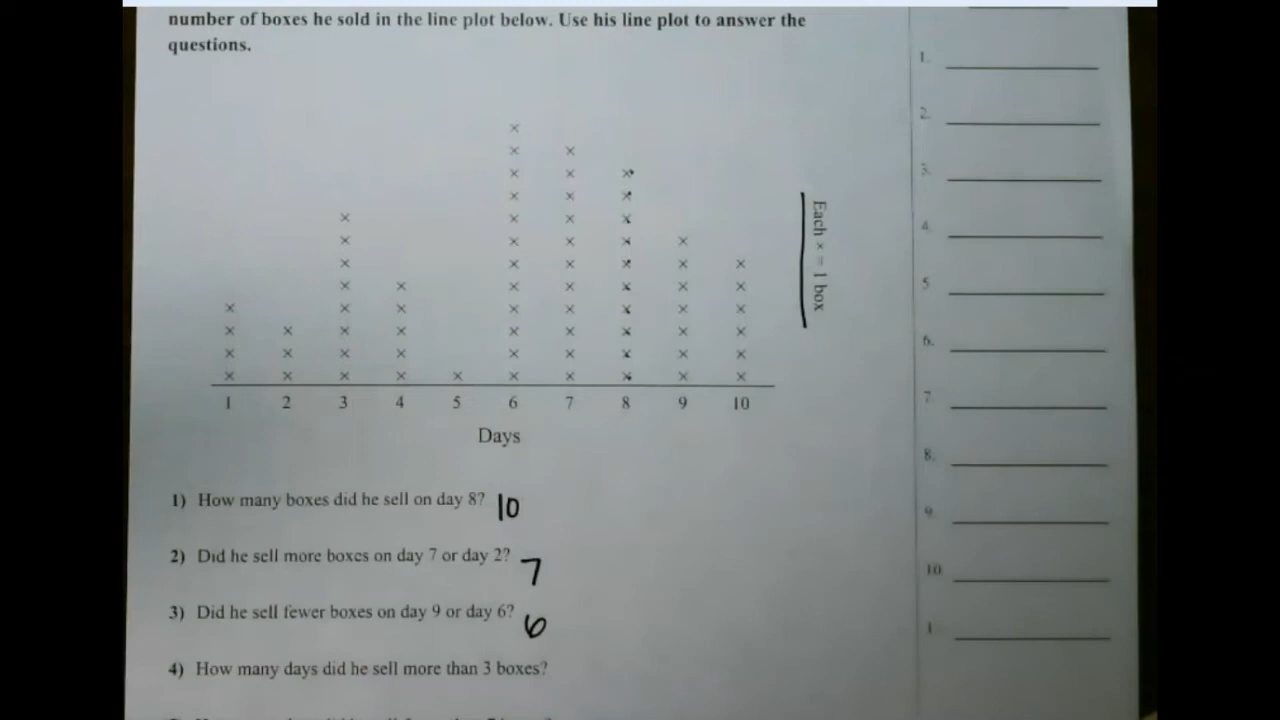 number of boxes he sold in the line plot below. Use his line plot to answer the
questions.
Each × = 1 box
1 2 3 4 5 6 7 8 9 10
Days
1) How many boxes did he sell on day 8? 10
2) Did he sell more boxes on day 7 or day 2? 7
3) Did he sell fewer boxes on day 9 or day 6? 6
4) How many days did he sell more than 3 boxes?
1.
2.
3.
4.
5.
6.
7.
8.
9.
10.
1